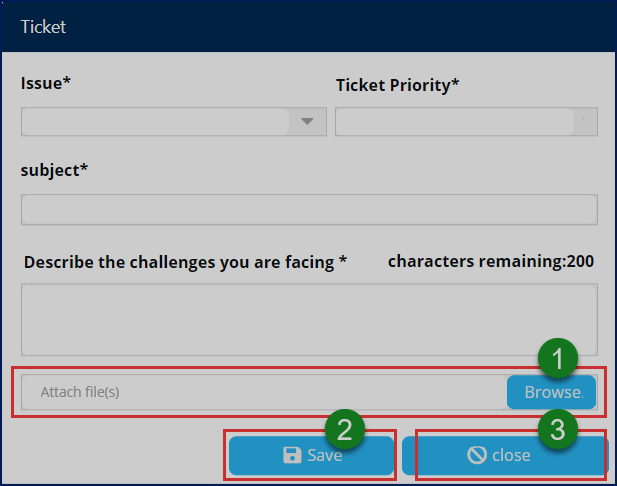 Ticket
Issue*
Ticket Priority*
subject*
Describe the challenges you are facing *
characters remaining:200
1
Attach file(s)
Browse.
2
3
Save
close